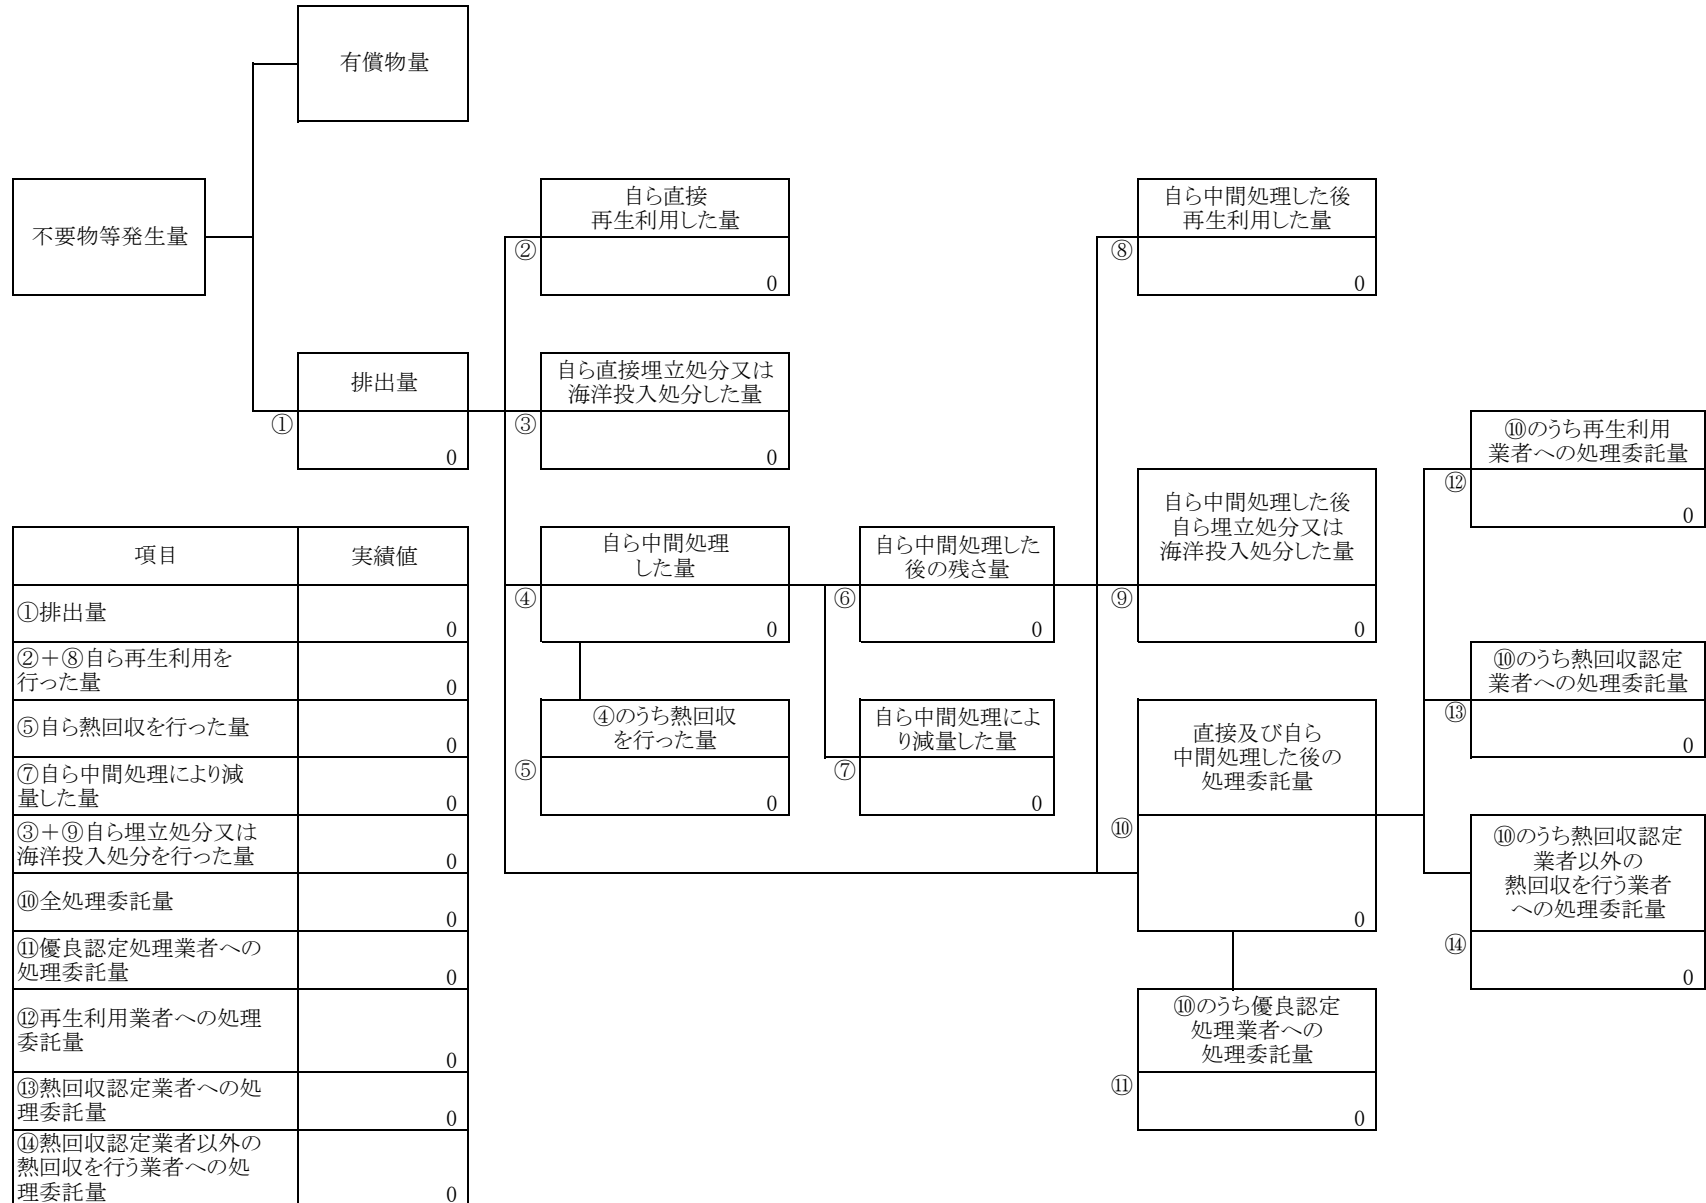 有償物量
不要物等発生量
排出量
①
0
自ら直接
再生利用した量
②
0
自ら直接埋立処分又は
海洋投入処分した量
③
0
自ら中間処理
した量
④
0
④のうち熱回収
を行った量
⑤
0
自ら中間処理した
後の残さ量
⑥
0
自ら中間処理によ
り減量した量
⑦
0
自ら中間処理した後
再生利用した量
⑧
0
自ら中間処理した後
自ら埋立処分又は
海洋投入処分した量
⑨
0
直接及び自ら
中間処理した後の
処理委託量
⑩
0
⑩のうち優良認定
処理業者への
処理委託量
⑪
0
⑩のうち再生利用
業者への処理委託量
⑫
0
⑩のうち熱回収認定
業者への処理委託量
⑬
0
⑩のうち熱回収認定
業者以外の
熱回収を行う業者
への処理委託量
⑭
0
項目 実績値
①排出量
0
②＋⑧自ら再生利用を
行った量
0
⑤自ら熱回収を行った量
0
⑦自ら中間処理により減
量した量
0
③＋⑨自ら埋立処分又は
海洋投入処分を行った量
0
⑩全処理委託量
0
⑪優良認定処理業者への
処理委託量
0
⑫再生利用業者への処理
委託量
0
⑬熱回収認定業者への処
理委託量
0
⑭熱回収認定業者以外の
熱回収を行う業者への処
理委託量
0